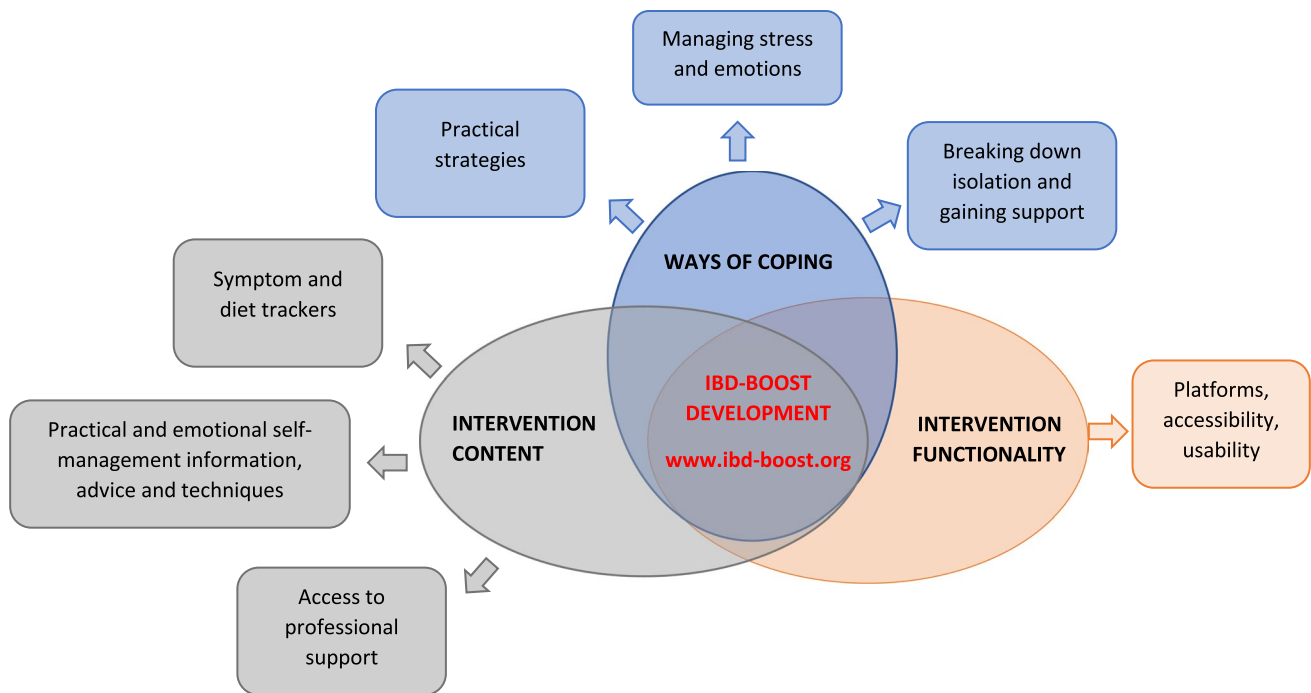 Managing stress
and emotions
Practical
strategies
Breaking down
isolation and
gaining support
WAYS OF COPING
Symptom and
diet trackers
IBD-BOOST
DEVELOPMENT
www.ibd-boost.org
INTERVENTION
CONTENT
INTERVENTION
FUNCTIONALITY
Platforms,
accessibility,
usability
Practical and emotional self-
management information,
advice and techniques
Access to
professional
support